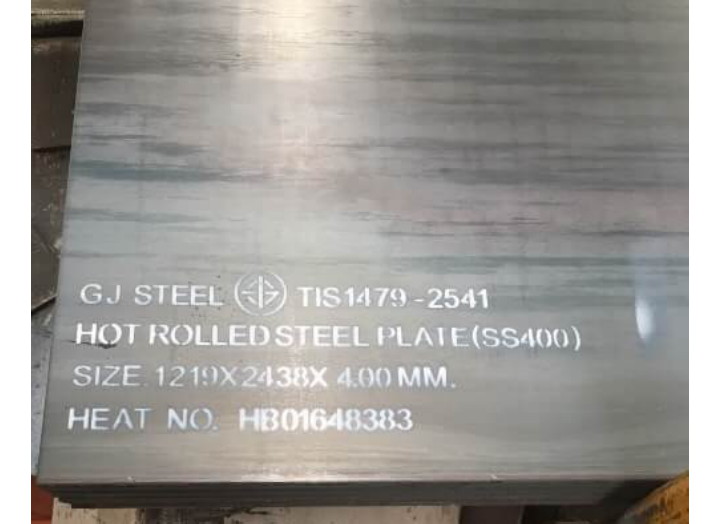 GJ STEEL TIS1479-2541
HOT ROLLED STEEL PLATE(SS400)
SIZE. 1219X2438X 4.00 MM.
HEAT NO. HB01648383